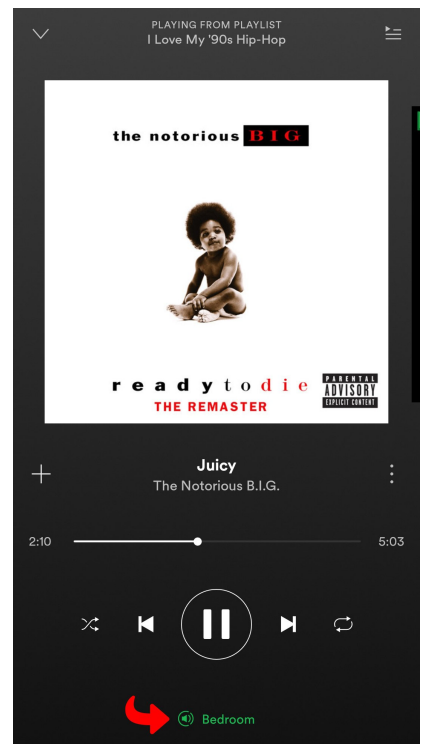 PLAYING FROM PLAYLIST
I Love My '90s Hip-Hop
the notorious BIG
ready to die
THE REMASTER
PARENTAL
ADVISORY
EXPLICIT CONTENT
Juicy
The Notorious B.I.G.
2:10 5:03
Bedroom